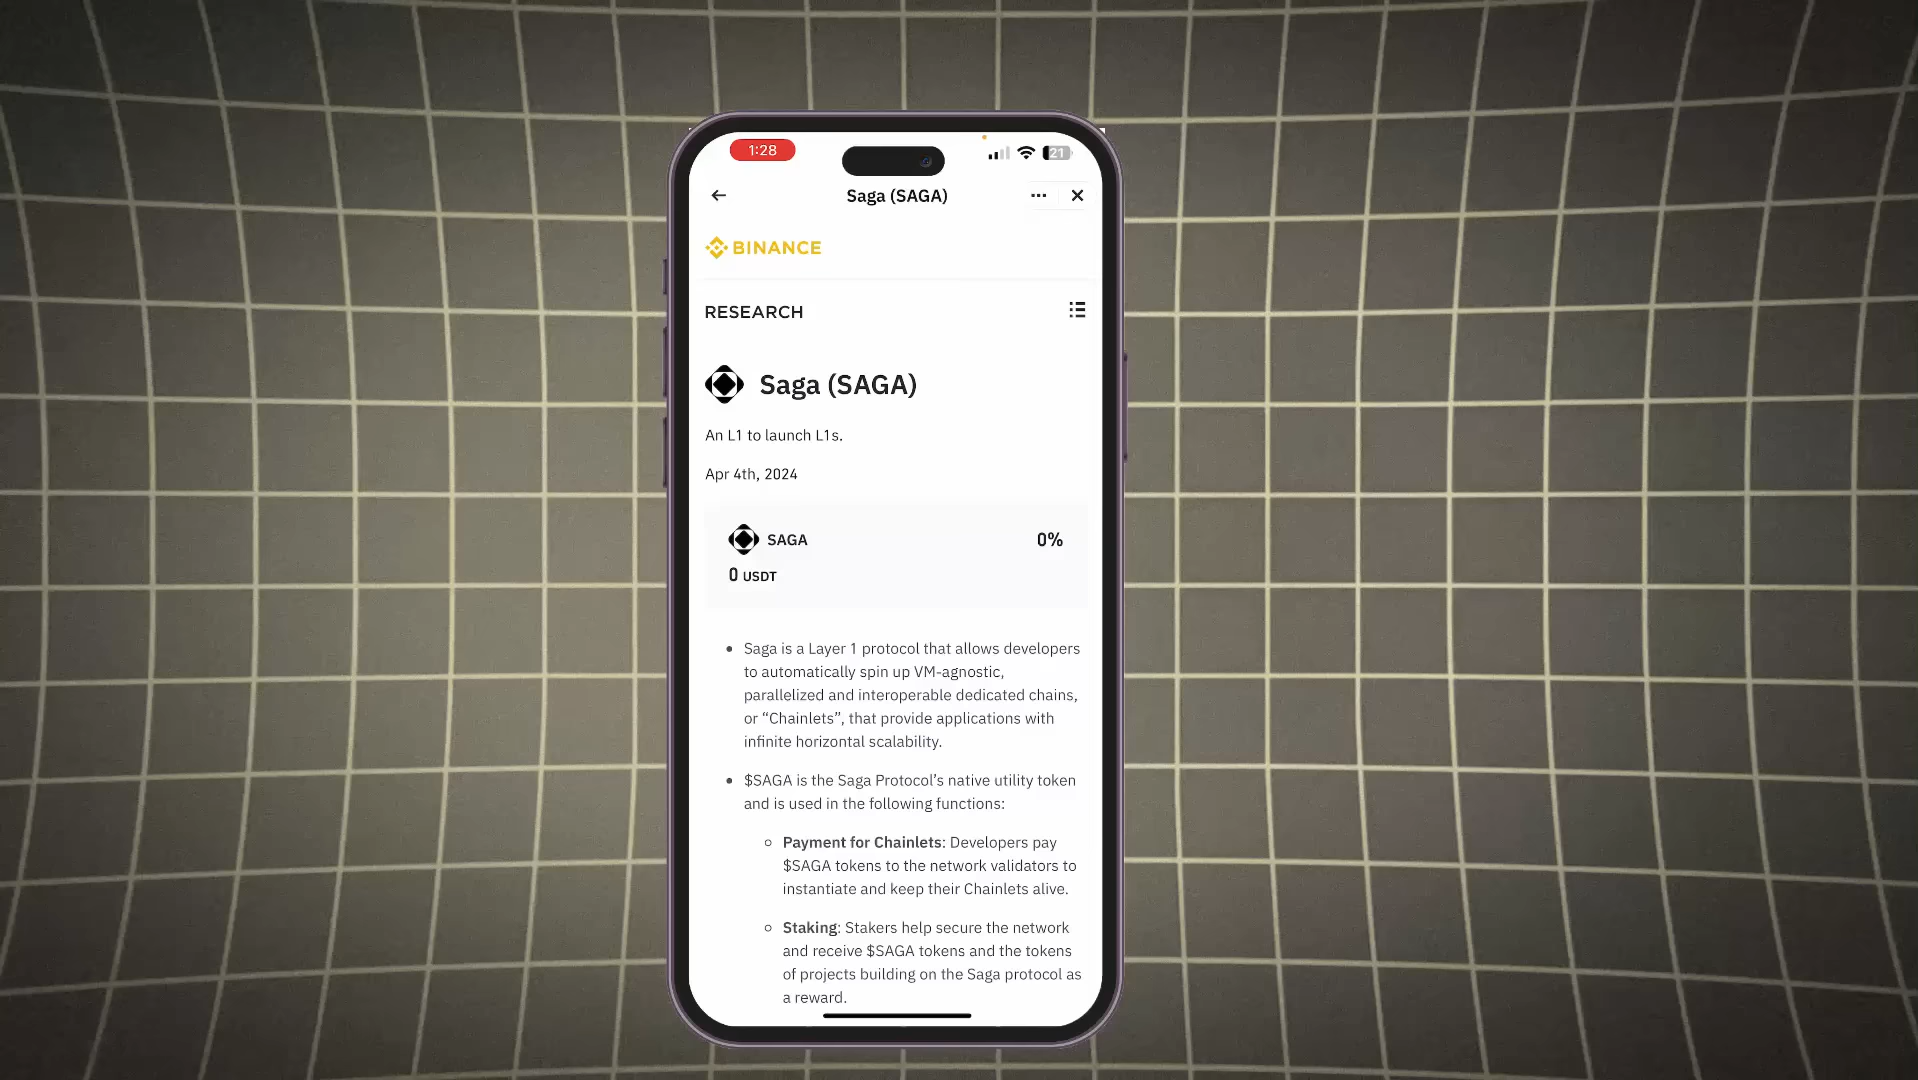 1:28
21
Saga (SAGA)
BINANCE
RESEARCH
Saga (SAGA)
An L1 to launch L1s.
Apr 4th, 2024
SAGA 0%
0 USDT
• Saga is a Layer 1 protocol that allows developers
to automatically spin up VM-agnostic,
parallelized and interoperable dedicated chains,
or “Chainlets”, that provide applications with
infinite horizontal scalability.
• $SAGA is the Saga Protocol’s native utility token
and is used in the following functions:
◦ Payment for Chainlets: Developers pay
$SAGA tokens to the network validators to
instantiate and keep their Chainlets alive.
◦ Staking: Stakers help secure the network
and receive $SAGA tokens and the tokens
of projects building on the Saga protocol as
a reward.